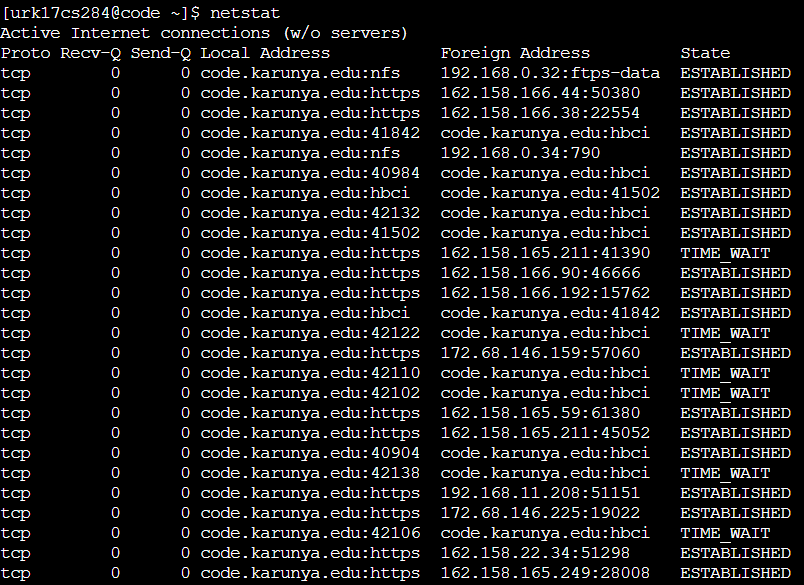 [urk17cs284@code ~]$ netstat
Active Internet connections (w/o servers)
Proto Recv-Q Send-Q Local Address           Foreign Address         State
tcp        0      0 code.karunya.edu:nfs    192.168.0.32:ftps-data  ESTABLISHED
tcp        0      0 code.karunya.edu:https  162.158.166.44:50380    ESTABLISHED
tcp        0      0 code.karunya.edu:https  162.158.166.38:22554    ESTABLISHED
tcp        0      0 code.karunya.edu:41842  code.karunya.edu:hbci   ESTABLISHED
tcp        0      0 code.karunya.edu:nfs    192.168.0.34:790        ESTABLISHED
tcp        0      0 code.karunya.edu:40984  code.karunya.edu:hbci   ESTABLISHED
tcp        0      0 code.karunya.edu:hbci   code.karunya.edu:41502  ESTABLISHED
tcp        0      0 code.karunya.edu:42132  code.karunya.edu:hbci   ESTABLISHED
tcp        0      0 code.karunya.edu:41502  code.karunya.edu:hbci   ESTABLISHED
tcp        0      0 code.karunya.edu:https  162.158.165.211:41390   TIME_WAIT
tcp        0      0 code.karunya.edu:https  162.158.166.90:46666    ESTABLISHED
tcp        0      0 code.karunya.edu:https  162.158.166.192:15762   ESTABLISHED
tcp        0      0 code.karunya.edu:hbci   code.karunya.edu:41842  ESTABLISHED
tcp        0      0 code.karunya.edu:42122  code.karunya.edu:hbci   TIME_WAIT
tcp        0      0 code.karunya.edu:https  172.68.146.159:57060    ESTABLISHED
tcp        0      0 code.karunya.edu:42110  code.karunya.edu:hbci   TIME_WAIT
tcp        0      0 code.karunya.edu:42102  code.karunya.edu:hbci   TIME_WAIT
tcp        0      0 code.karunya.edu:https  162.158.165.59:61380    ESTABLISHED
tcp        0      0 code.karunya.edu:https  162.158.165.211:45052   ESTABLISHED
tcp        0      0 code.karunya.edu:40904  code.karunya.edu:hbci   ESTABLISHED
tcp        0      0 code.karunya.edu:42138  code.karunya.edu:hbci   TIME_WAIT
tcp        0      0 code.karunya.edu:https  192.168.11.208:51151    ESTABLISHED
tcp        0      0 code.karunya.edu:https  172.68.146.225:19022    ESTABLISHED
tcp        0      0 code.karunya.edu:42106  code.karunya.edu:hbci   TIME_WAIT
tcp        0      0 code.karunya.edu:https  162.158.22.34:51298     ESTABLISHED
tcp        0      0 code.karunya.edu:https  162.158.165.249:28008   ESTABLISHED